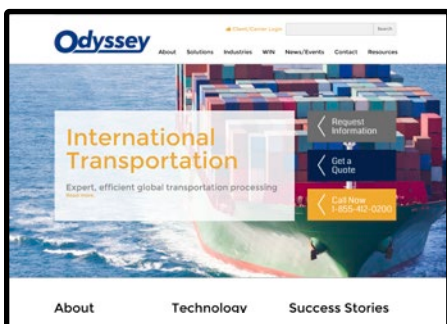 Client/Carrier Login
Search
Odyssey
About Solutions Industries WIN News/Events Contact Resources
International
Transportation
Expert, efficient global transportation processing
Read more
Request
Information
Get a
Quote
Call Now
1-855-412-0200
About Technology Success Stories